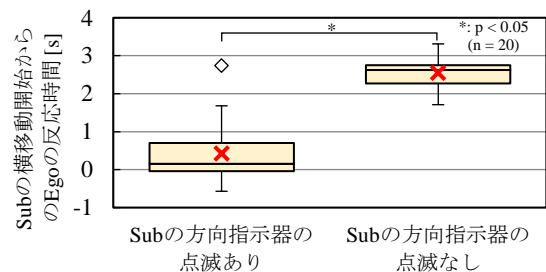 Subの横移動開始から
のEgoの反応時間 [s]
4
3
2
1
0
-1
*
*: p < 0.05
(n = 20)
Subの方向指示器の
点滅あり
Subの方向指示器の
点滅なし